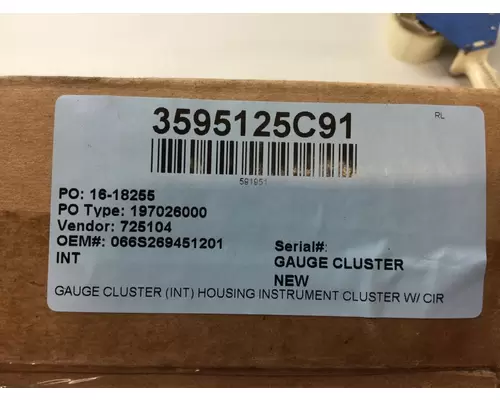 3595125C91
RL
591951
PO: 16-18255
PO Type: 197026000
Vendor: 725104
OEM#: 066S269451201
INT
Serial#:
GAUGE CLUSTER
NEW
GAUGE CLUSTER (INT) HOUSING INSTRUMENT CLUSTER W/ CIR